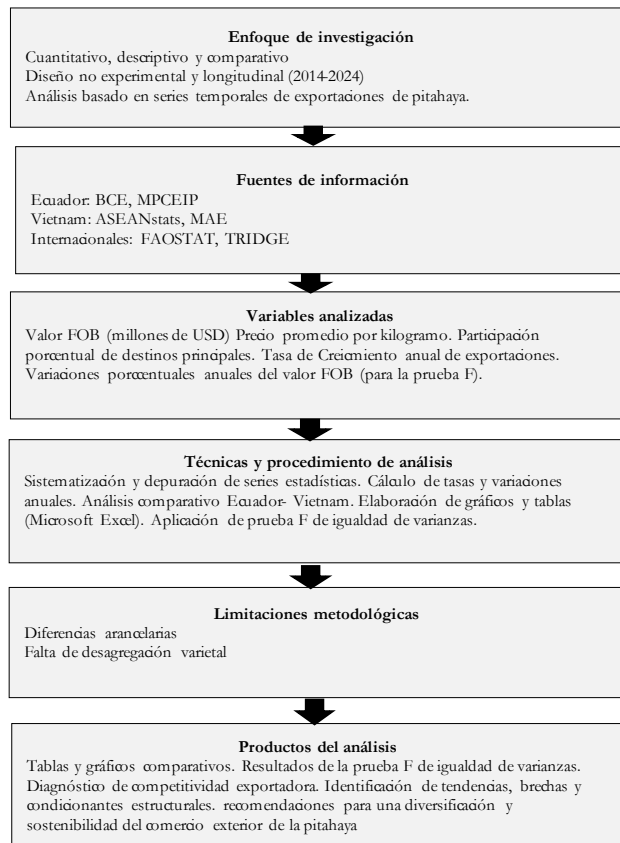 Enfoque de investigación
Cuantitativo, descriptivo y comparativo
Diseño no experimental y longitudinal (2014-2024)
Análisis basado en series temporales de exportaciones de pitahaya.
Fuentes de información
Ecuador: BCE, MPCEIP
Vietnam: ASEANstats, MAE
Internacionales: FAOSTAT, TRIDGE
Variables analizadas
Valor FOB (millones de USD) Precio promedio por kilogramo. Participación
porcentual de destinos principales. Tasa de Creicmiento anual de exportaciones.
Variaciones porcentuales anuales del valor FOB (para la prueba F).
Técnicas y procedimiento de análisis
Sistematización y depuración de series estadísticas. Cálculo de tasas y variaciones
anuales. Análisis comparativo Ecuador- Vietnam. Elaboración de gráficos y tablas
(Microsoft Excel). Aplicación de prueba F de igualdad de varianzas.
Limitaciones metodológicas
Diferencias arancelarias
Falta de desagregación varietal
Productos del análisis
Tablas y gráficos comparativos. Resultados de la prueba F de igualdad de varianzas.
Diagnóstico de competitividad exportadora. Identificación de tendencias, brechas y
condicionantes estructurales. recomendaciones para una diversificación y
sostenibilidad del comercio exterior de la pitahaya